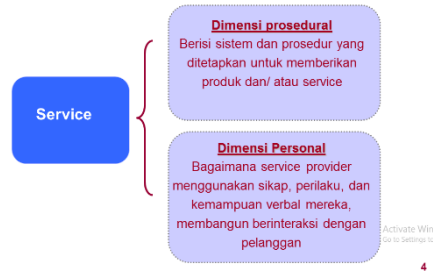 Dimensi prosedural
Berisi sistem dan prosedur yang
ditetapkan untuk memberikan
produk dan/ atau service
Service
Dimensi Personal
Bagaimana service provider
menggunakan sikap, perilaku, dan
kemampuan verbal mereka,
membangun berinteraksi dengan
pelanggan
Activate Win
Go to Settings to
4